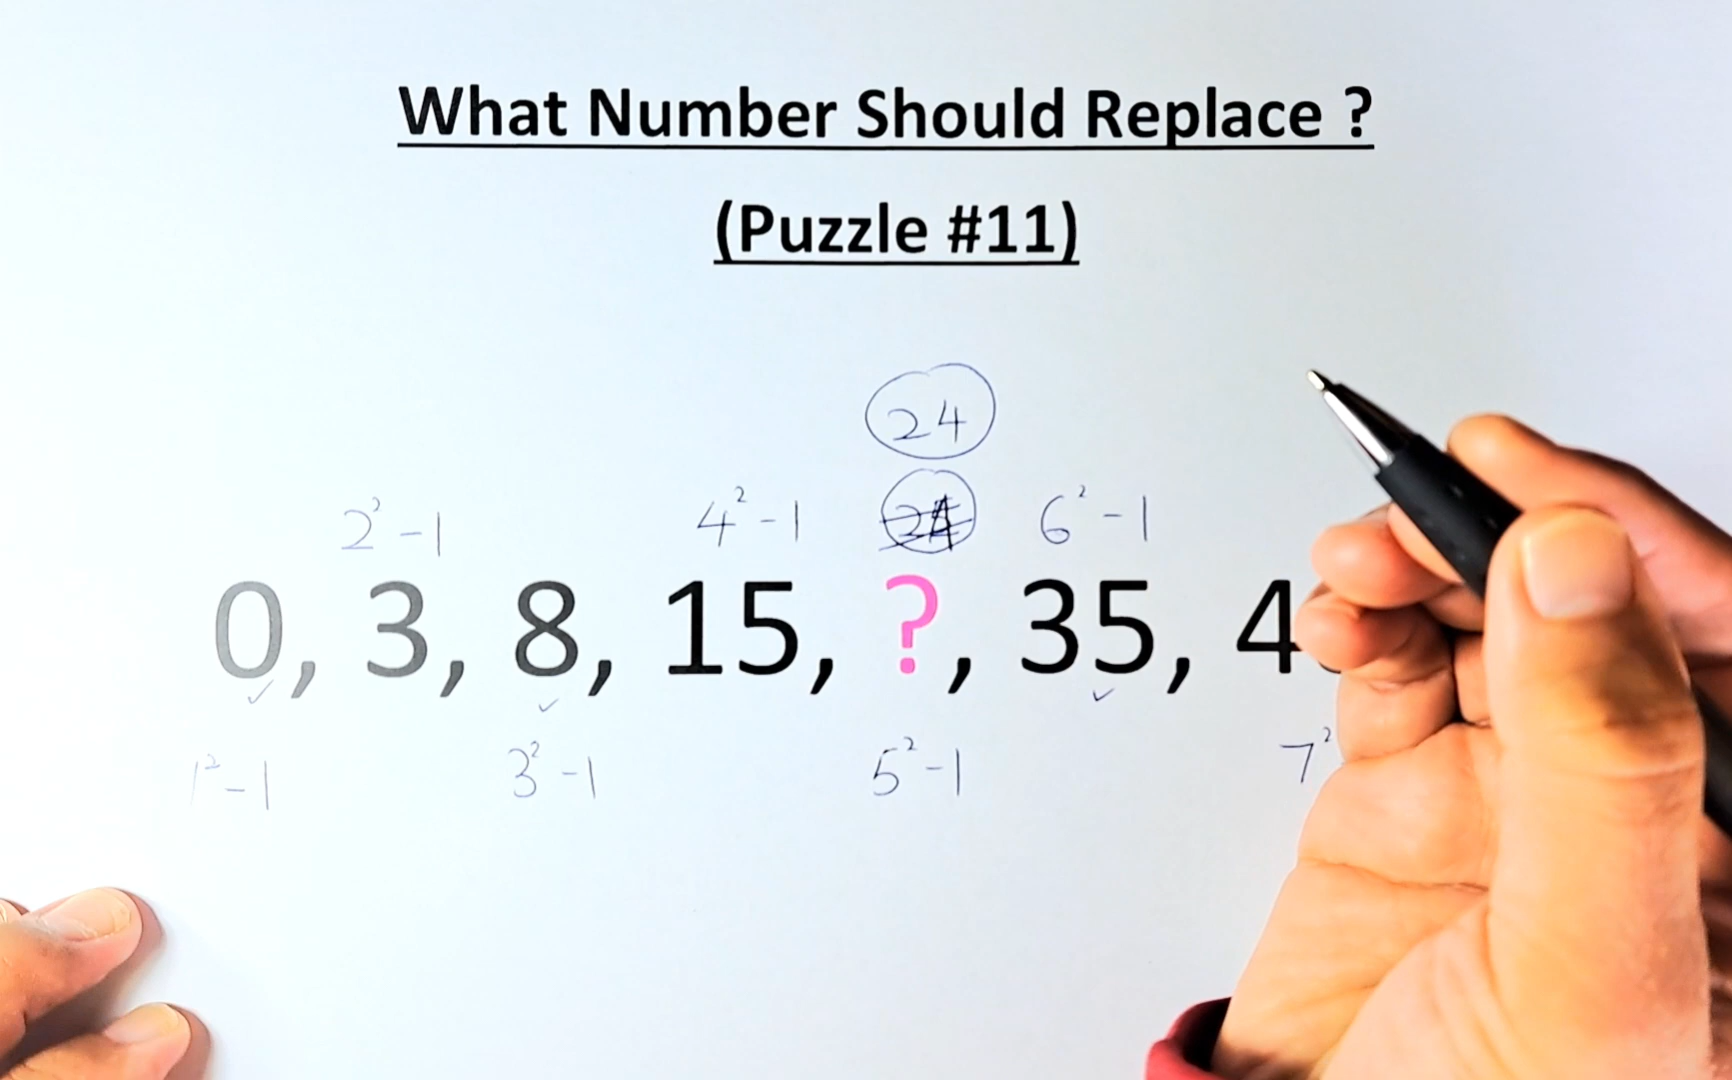 What Number Should Replace ?
(Puzzle #11)
24
2² -1 4² -1 24 6² -1
0, 3, 8, 15, ?, 35, 4
1² -1 3² -1 5² -1 7²